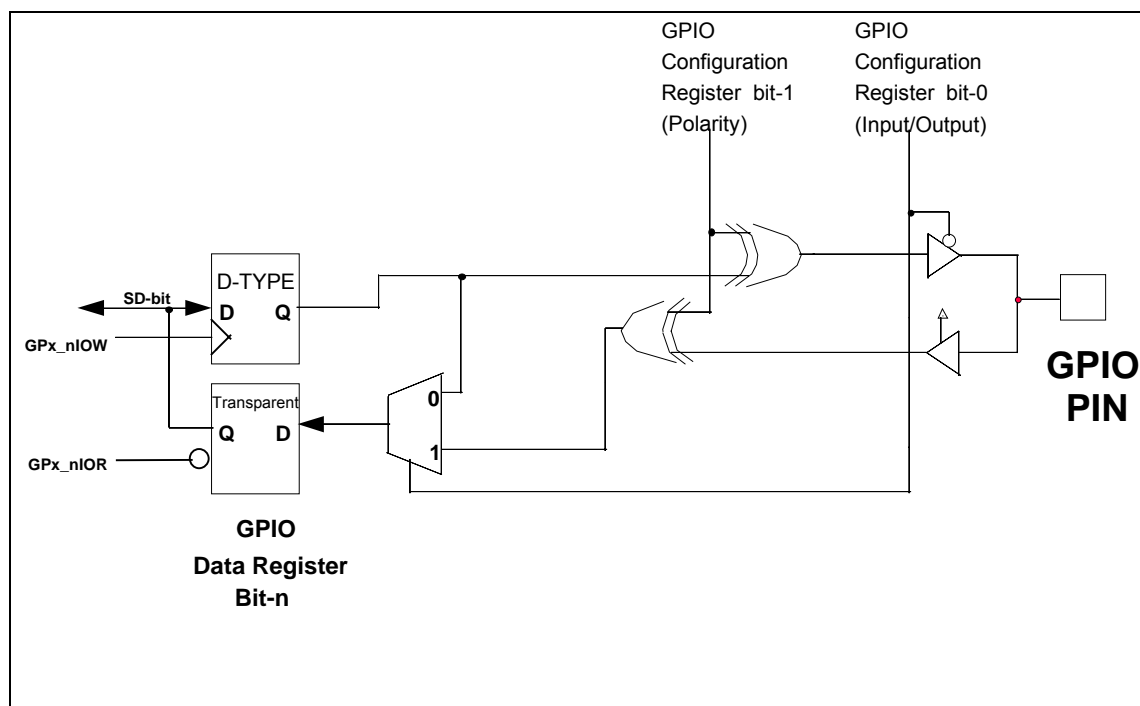 GPIO
Configuration
Register bit-1
(Polarity)
GPIO
Configuration
Register bit-0
(Input/Output)
D-TYPE
SD-bit
D Q
GPx_nIOW
Transparent
Q D
GPx_nIOR
0
1
GPIO
PIN
GPIO
Data Register
Bit-n